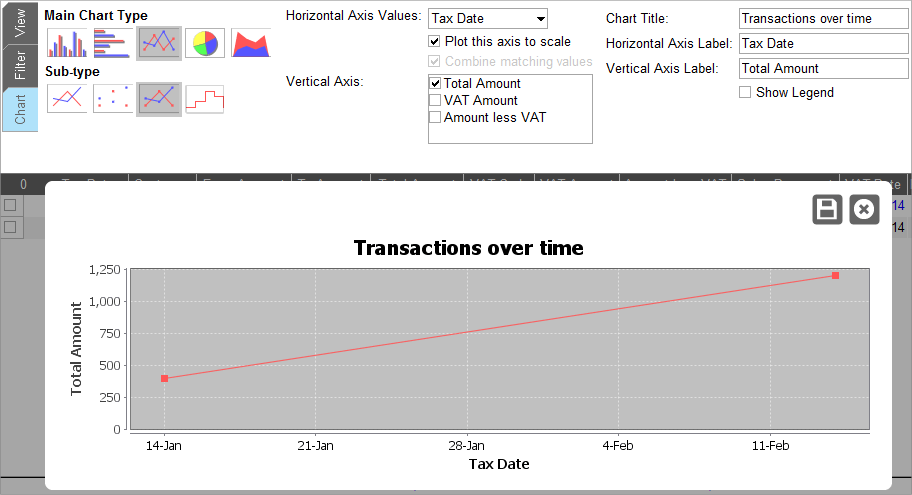 View
Filter
Chart
Main Chart Type
Sub-type
Horizontal Axis Values:
Tax Date
Plot this axis to scale
Combine matching values
Vertical Axis:
Total Amount
VAT Amount
Amount less VAT
Chart Title:
Transactions over time
Horizontal Axis Label:
Tax Date
Vertical Axis Label:
Total Amount
Show Legend
0
14
14
Transactions over time
Total Amount
1,250
1,000
750
500
250
0
14-Jan
21-Jan
28-Jan
4-Feb
11-Feb
Tax Date